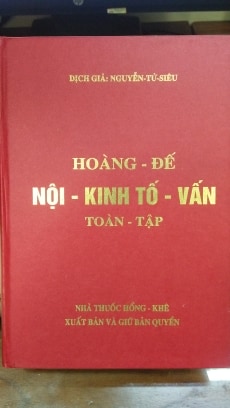 DỊCH GIẢ: NGUYỄN-TỬ-SIÊU
HOÀNG - ĐẾ
NỘI - KINH TỐ - VẤN
TOÀN - TẬP
NHÀ THUỐC HỒNG - KHÊ
XUẤT BẢN VÀ GIỮ BẢN QUYỀN